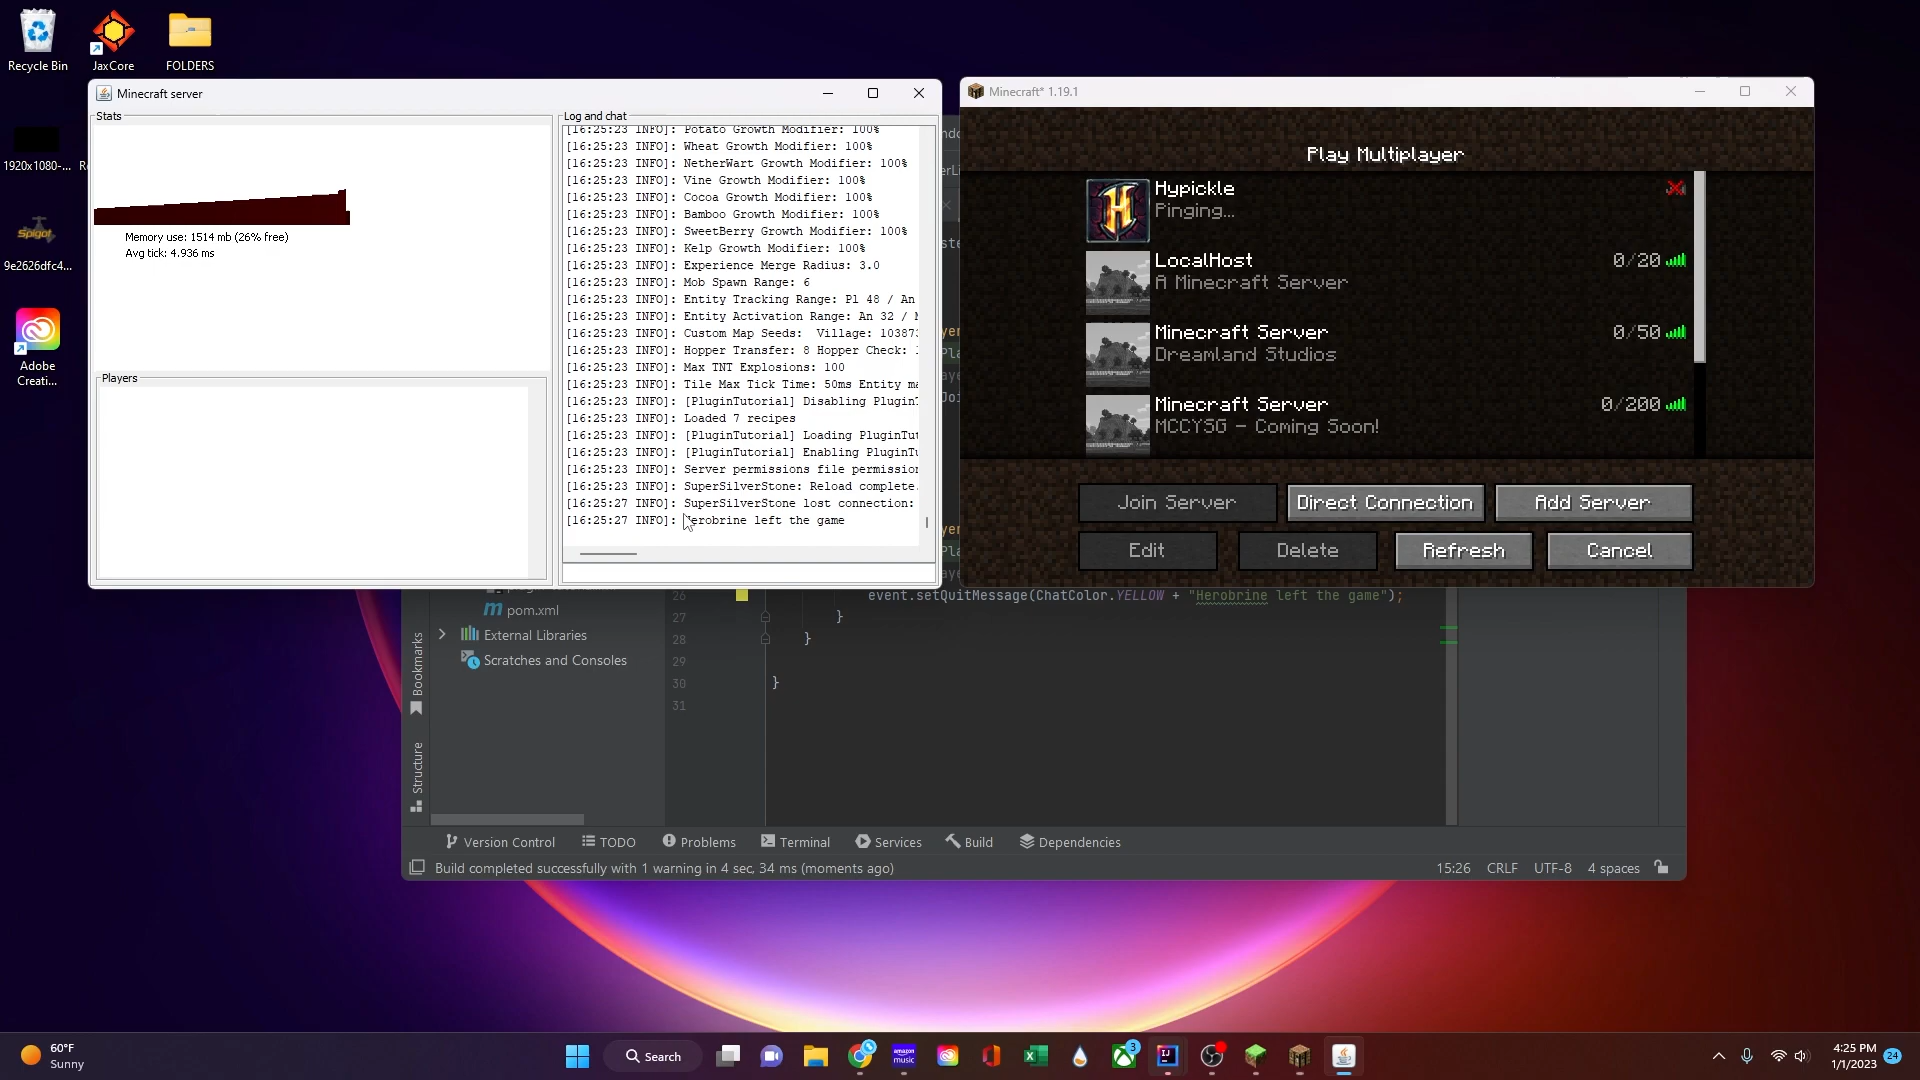 Recycle Bin
JaxCore
FOLDERS
1920x1080-...
9e2626dfc4...
Adobe
Creati...
Minecraft server
Stats
Memory use: 1514 mb (26% free)
Avg tick: 4.936 ms
Players
Log and chat
[16:25:23 INFO]: Potato Growth Modifier: 100%
[16:25:23 INFO]: Wheat Growth Modifier: 100%
[16:25:23 INFO]: NetherWart Growth Modifier: 100%
[16:25:23 INFO]: Vine Growth Modifier: 100%
[16:25:23 INFO]: Cocoa Growth Modifier: 100%
[16:25:23 INFO]: Bamboo Growth Modifier: 100%
[16:25:23 INFO]: SweetBerry Growth Modifier: 100%
[16:25:23 INFO]: Kelp Growth Modifier: 100%
[16:25:23 INFO]: Experience Merge Radius: 3.0
[16:25:23 INFO]: Mob Spawn Range: 6
[16:25:23 INFO]: Entity Tracking Range: Pl 48 / An
[16:25:23 INFO]: Entity Activation Range: An 32 / M
[16:25:23 INFO]: Custom Map Seeds:  Village: 103873
[16:25:23 INFO]: Hopper Transfer: 8 Hopper Check:
[16:25:23 INFO]: Max TNT Explosions: 100
[16:25:23 INFO]: Tile Max Tick Time: 50ms Entity ma
[16:25:23 INFO]: [PluginTutorial] Disabling PluginT
[16:25:23 INFO]: Loaded 7 recipes
[16:25:23 INFO]: [PluginTutorial] Loading PluginTut
[16:25:23 INFO]: [PluginTutorial] Enabling PluginTu
[16:25:23 INFO]: Server permissions file permission
[16:25:23 INFO]: SuperSilverStone: Reload complete.
[16:25:27 INFO]: SuperSilverStone lost connection:
[16:25:27 INFO]: Herobrine left the game
Minecraft* 1.19.1
Play Multiplayer
Hypickle
Pinging...
LocalHost
0/20
A Minecraft Server
Minecraft Server
0/50
Dreamland Studios
Minecraft Server
0/200
MCCYSG - Coming Soon!
Join Server
Direct Connection
Add Server
Edit
Delete
Refresh
Cancel
pom.xml
External Libraries
Scratches and Consoles
Bookmarks
Structure
26 event.setQuitMessage(ChatColor.YELLOW + "Herobrine left the game");
27 }
28 }
29
30 }
31
Version Control
TODO
Problems
Terminal
Services
Build
Dependencies
Build completed successfully with 1 warning in 4 sec, 34 ms (moments ago)
15:26
CRLF
UTF-8
4 spaces
60°F
Sunny
Search
amazon
music
3
4:25 PM
1/1/2023
24